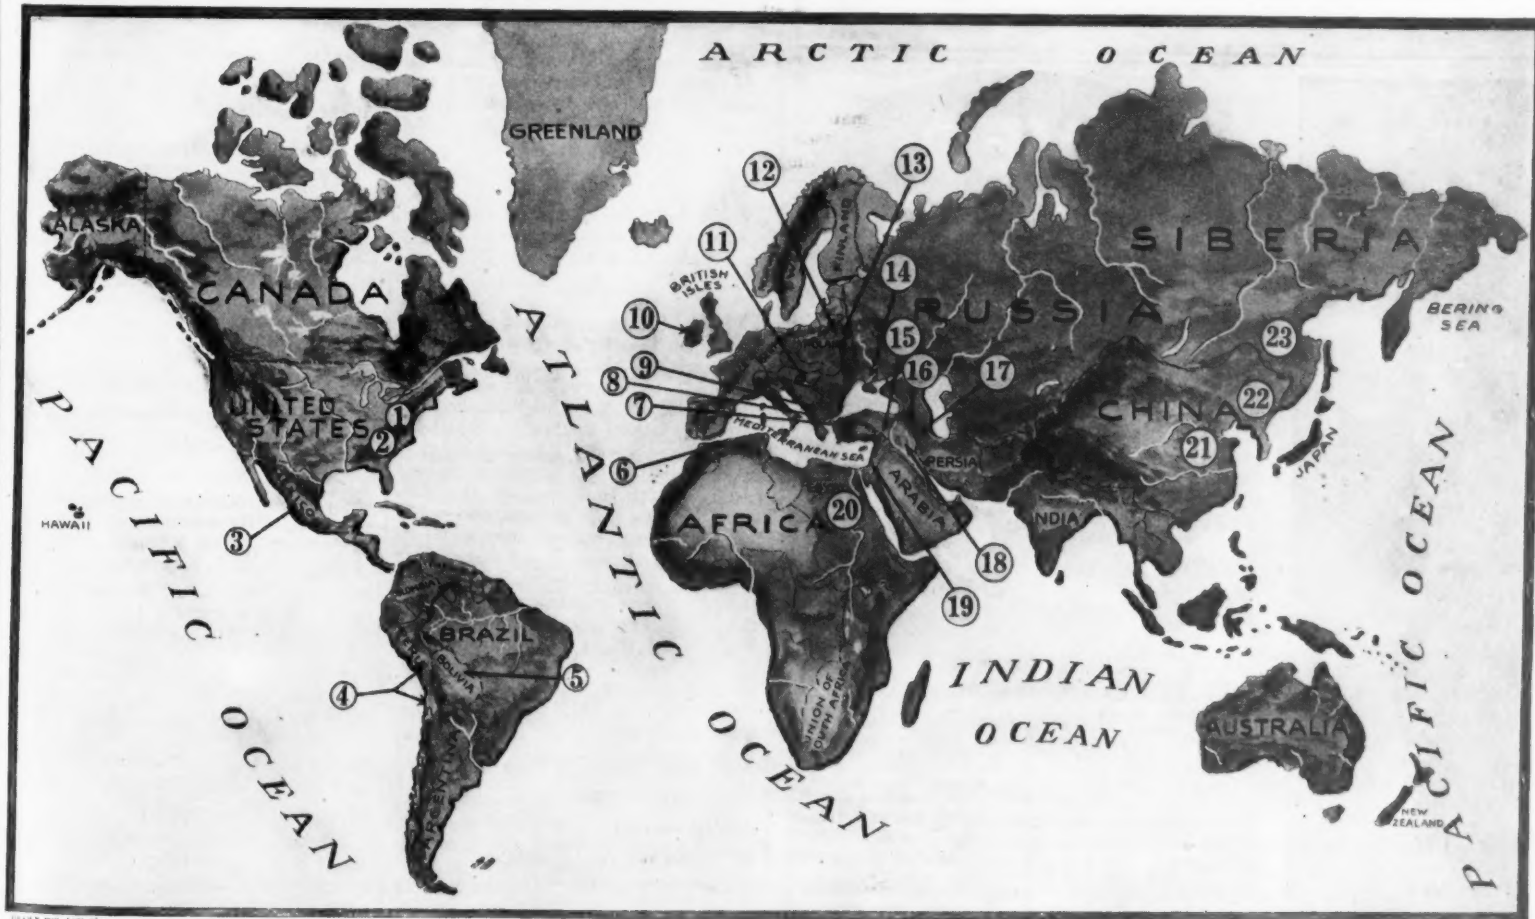 ARCTIC OCEAN
GREENLAND
ALASKA
CANADA
UNITED
STATES
MEXICO
HAWAII
PACIFIC OCEAN
ATLANTIC OCEAN
BRITISH
ISLES
FINLAND
RUSSIA
SIBERIA
BERING
SEA
CHINA
JAPAN
MEDITERRANEAN SEA
PERSIA
ARABIA
INDIA
AFRICA
UNION OF
SOUTH AFRICA
BRAZIL
BOLIVIA
PERU
ARGENTINA
INDIAN
OCEAN
AUSTRALIA
NEW
ZEALAND
PACIFIC OCEAN
1
2
3
4
5
6
7
8
9
10
11
12
13
14
15
16
17
18
19
20
21
22
23